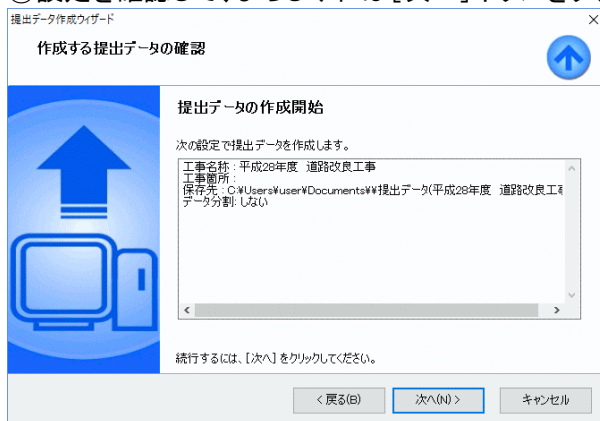 提出データ作成ウィザード
作成する提出データの確認
提出データの作成開始
次の設定で提出データを作成します。
工事名称 : 平成28年度　道路改良工事
工事箇所 :
保存先 : C:¥Users¥user¥Documents¥¥提出データ(平成28年度　道路改良工事
データ分割: しない
続行するには、[次へ] をクリックしてください。
< 戻る(B)
次へ(N) >
キャンセル